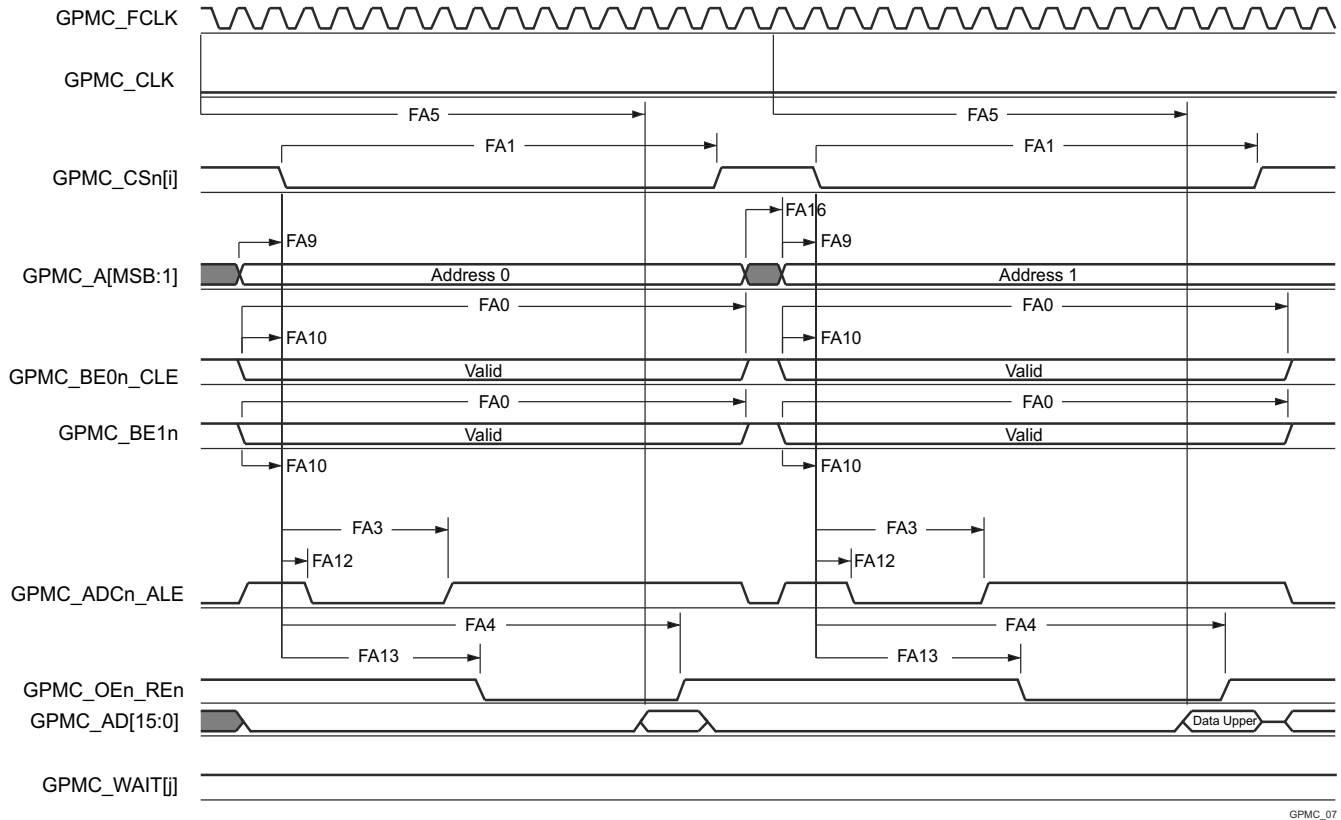 GPMC_FCLK
GPMC_CLK
FA5 FA5
FA1 FA1
GPMC_CSn[i]
FA16
FA9 FA9
GPMC_A[MSB:1] Address 0 Address 1
FA0 FA0
FA10 FA10
GPMC_BE0n_CLE Valid Valid
FA0 FA0
GPMC_BE1n Valid Valid
FA10 FA10
FA3 FA3
FA12 FA12
GPMC_ADCn_ALE
FA4 FA4
FA13 FA13
GPMC_OEn_REn
GPMC_AD[15:0] Data Upper
GPMC_WAIT[j]
GPMC_07